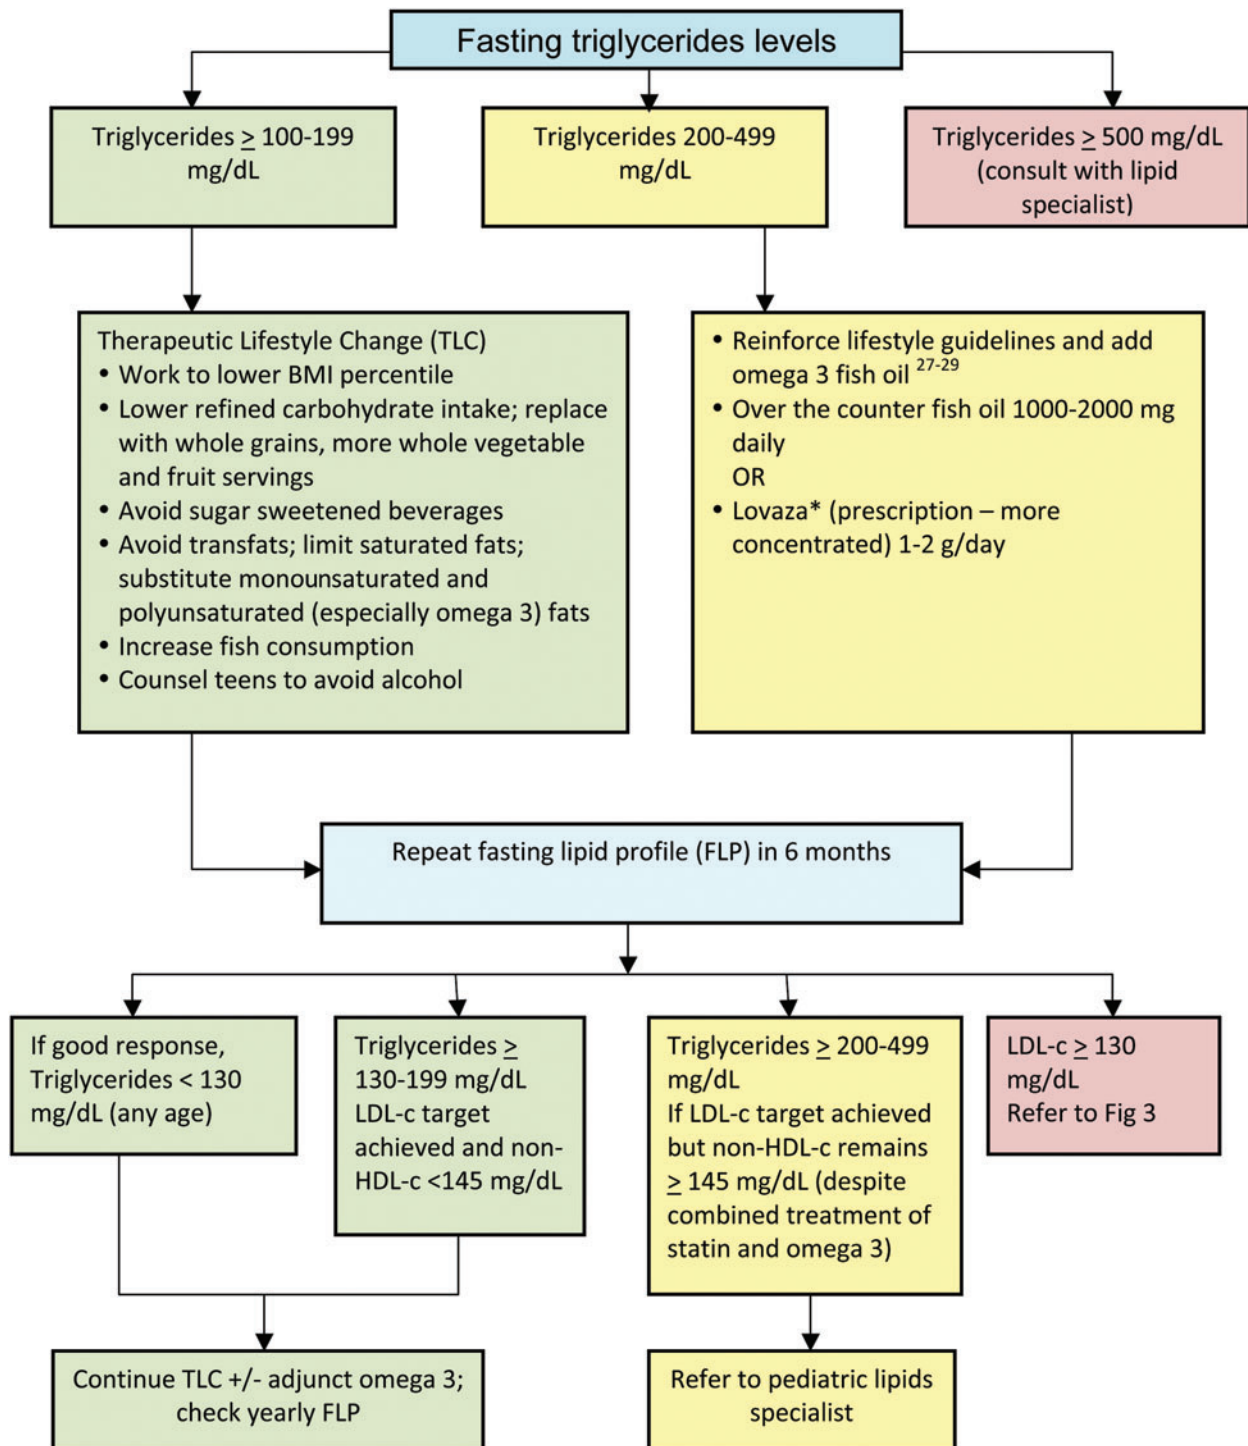 Fasting triglycerides levels
Triglycerides ≥ 100-199
mg/dL
Triglycerides 200-499
mg/dL
Triglycerides ≥ 500 mg/dL
(consult with lipid
specialist)
Therapeutic Lifestyle Change (TLC)
• Work to lower BMI percentile
• Lower refined carbohydrate intake; replace
with whole grains, more whole vegetable
and fruit servings
• Avoid sugar sweetened beverages
• Avoid transfats; limit saturated fats;
substitute monounsaturated and
polyunsaturated (especially omega 3) fats
• Increase fish consumption
• Counsel teens to avoid alcohol
• Reinforce lifestyle guidelines and add
omega 3 fish oil 27-29
• Over the counter fish oil 1000-2000 mg
daily
OR
• Lovaza* (prescription – more
concentrated) 1-2 g/day
Repeat fasting lipid profile (FLP) in 6 months
If good response,
Triglycerides < 130
mg/dL (any age)
Triglycerides ≥
130-199 mg/dL
LDL-c target
achieved and non-
HDL-c <145 mg/dL
Triglycerides ≥ 200-499
mg/dL
If LDL-c target achieved
but non-HDL-c remains
≥ 145 mg/dL (despite
combined treatment of
statin and omega 3)
LDL-c ≥ 130
mg/dL
Refer to Fig 3
Continue TLC +/- adjunct omega 3;
check yearly FLP
Refer to pediatric lipids
specialist